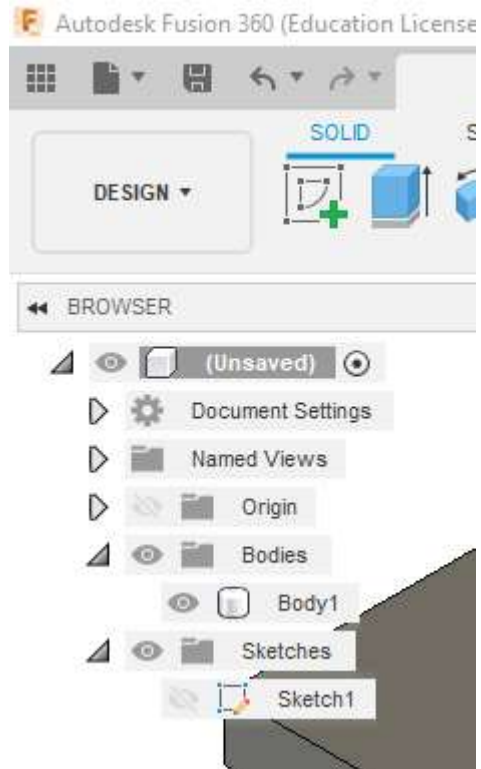 Autodesk Fusion 360 (Education License
SOLID
S
DESIGN
BROWSER
(Unsaved)
Document Settings
Named Views
Origin
Bodies
Body1
Sketches
Sketch1